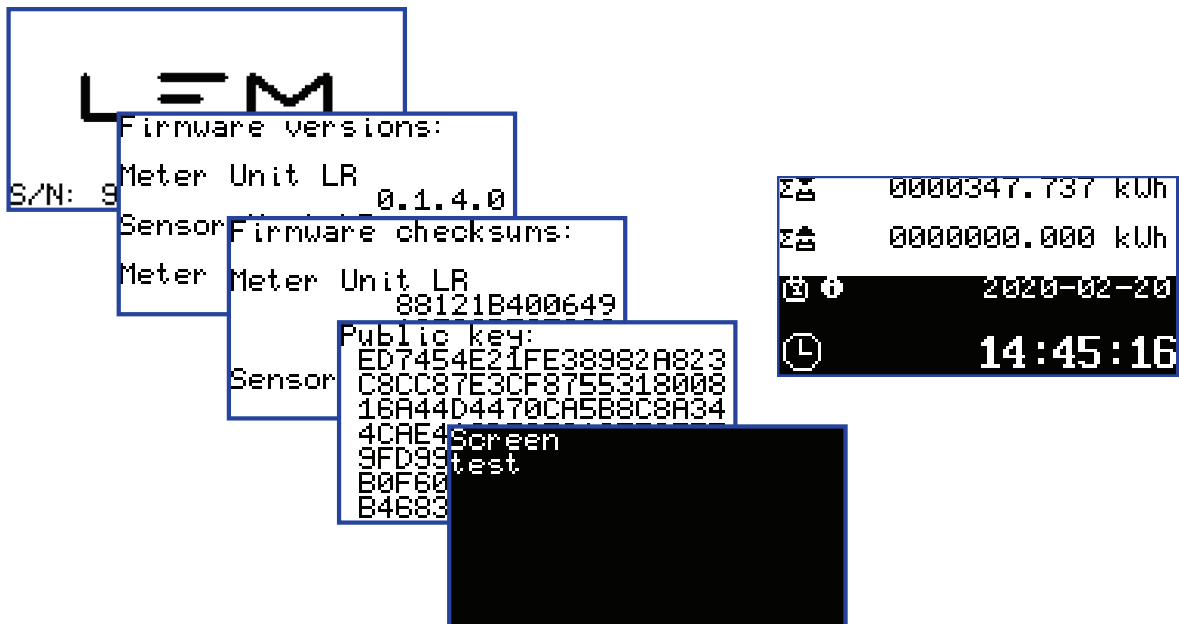 LEM
S/N: 9
Firmware versions:
Meter Unit LR
0.1.4.0
Sensor
Meter
Firmware checksums:
Meter Unit LR
88121B400649
Sensor
Public key:
ED7454E21FE38982A823
C8CC87E3CF8755318008
16A44D4470CA5B8C8A34
4CAE4
9FD99
B0F60
B4683
Screen
test
Σ 0000347.737 kWh
Σ 0000000.000 kWh
2020-02-20
14:45:16